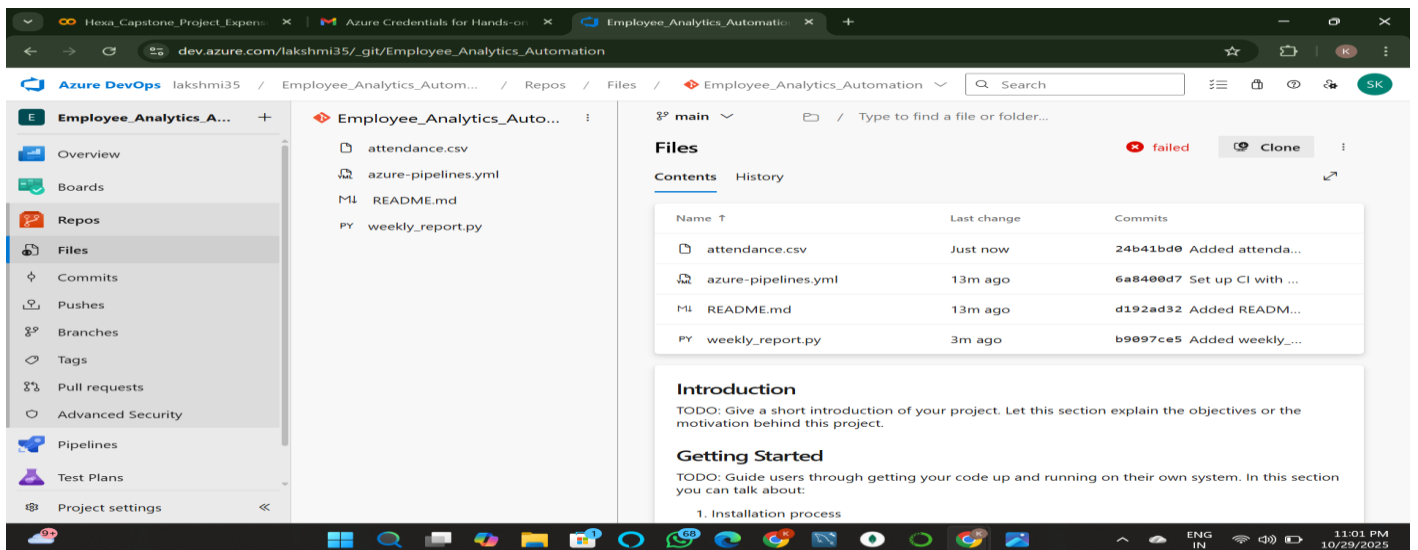 Hexa_Capstone_Project_Expens
Azure Credentials for Hands-on
Employee_Analytics_Automatio
dev.azure.com/lakshmi35/_git/Employee_Analytics_Automation
K
Azure DevOps lakshmi35 / Employee_Analytics_Autom... / Repos / Files / Employee_Analytics_Automation
Search
SK
E Employee_Analytics_A... +
Overview
Boards
Repos
Files
Commits
Pushes
Branches
Tags
Pull requests
Advanced Security
Pipelines
Test Plans
Project settings
Employee_Analytics_Auto...
attendance.csv
azure-pipelines.yml
M↓ README.md
PY weekly_report.py
main / Type to find a file or folder...
Files
failed Clone
Contents History
Name ↑ Last change Commits
attendance.csv Just now 24b41bd0 Added attenda...
azure-pipelines.yml 13m ago 6a8400d7 Set up CI with ...
M↓ README.md 13m ago d192ad32 Added READM...
PY weekly_report.py 3m ago b9097ce5 Added weekly_...
Introduction
TODO: Give a short introduction of your project. Let this section explain the objectives or the
motivation behind this project.
Getting Started
TODO: Guide users through getting your code up and running on their own system. In this section
you can talk about:
1. Installation process
9+
1
68
ENG
IN
11:01 PM
10/29/2025